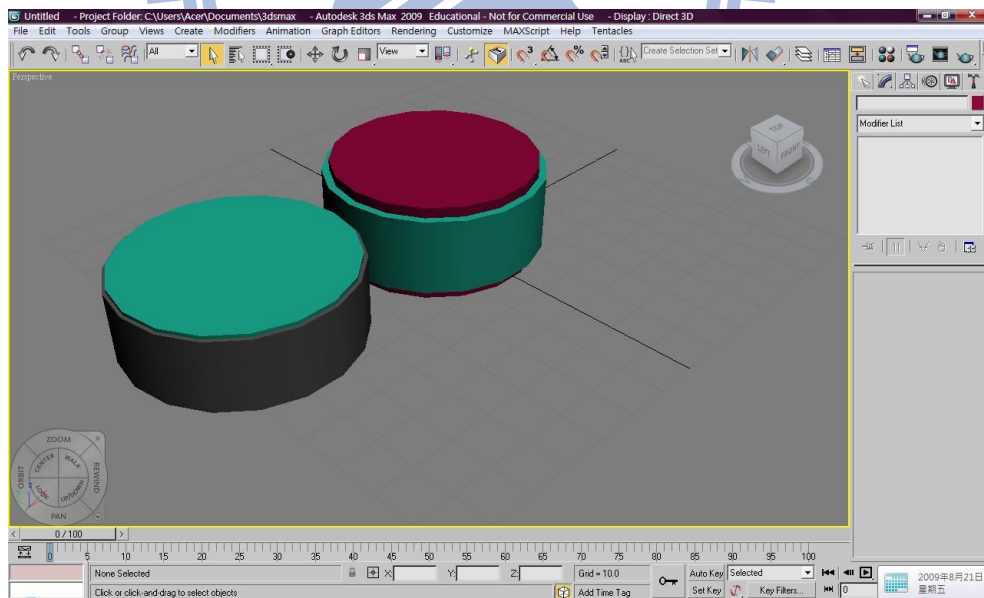 Untitled - Project Folder: C:\Users\Acer\Documents\3dsmax - Autodesk 3ds Max 2009 Educational - Not for Commercial Use - Display : Direct 3D
File Edit Tools Group Views Create Modifiers Animation Graph Editors Rendering Customize MAXScript Help Tentacles
All View 3 ABC Create Selection Set
Perspective
Modifier List
TOP
LEFT FRONT
ZOOM
CENTER WALK
ORBIT REWIND
LOOK UP/DOWN
PAN
0 / 100
0 5 10 15 20 25 30 35 40 45 50 55 60 65 70 75 80 85 90 95 100
None Selected X: Y: Z: Grid = 10.0 Auto Key Selected
Click or click-and-drag to select objects Add Time Tag Set Key Key Filters... 0
2009年8月21日
星期五